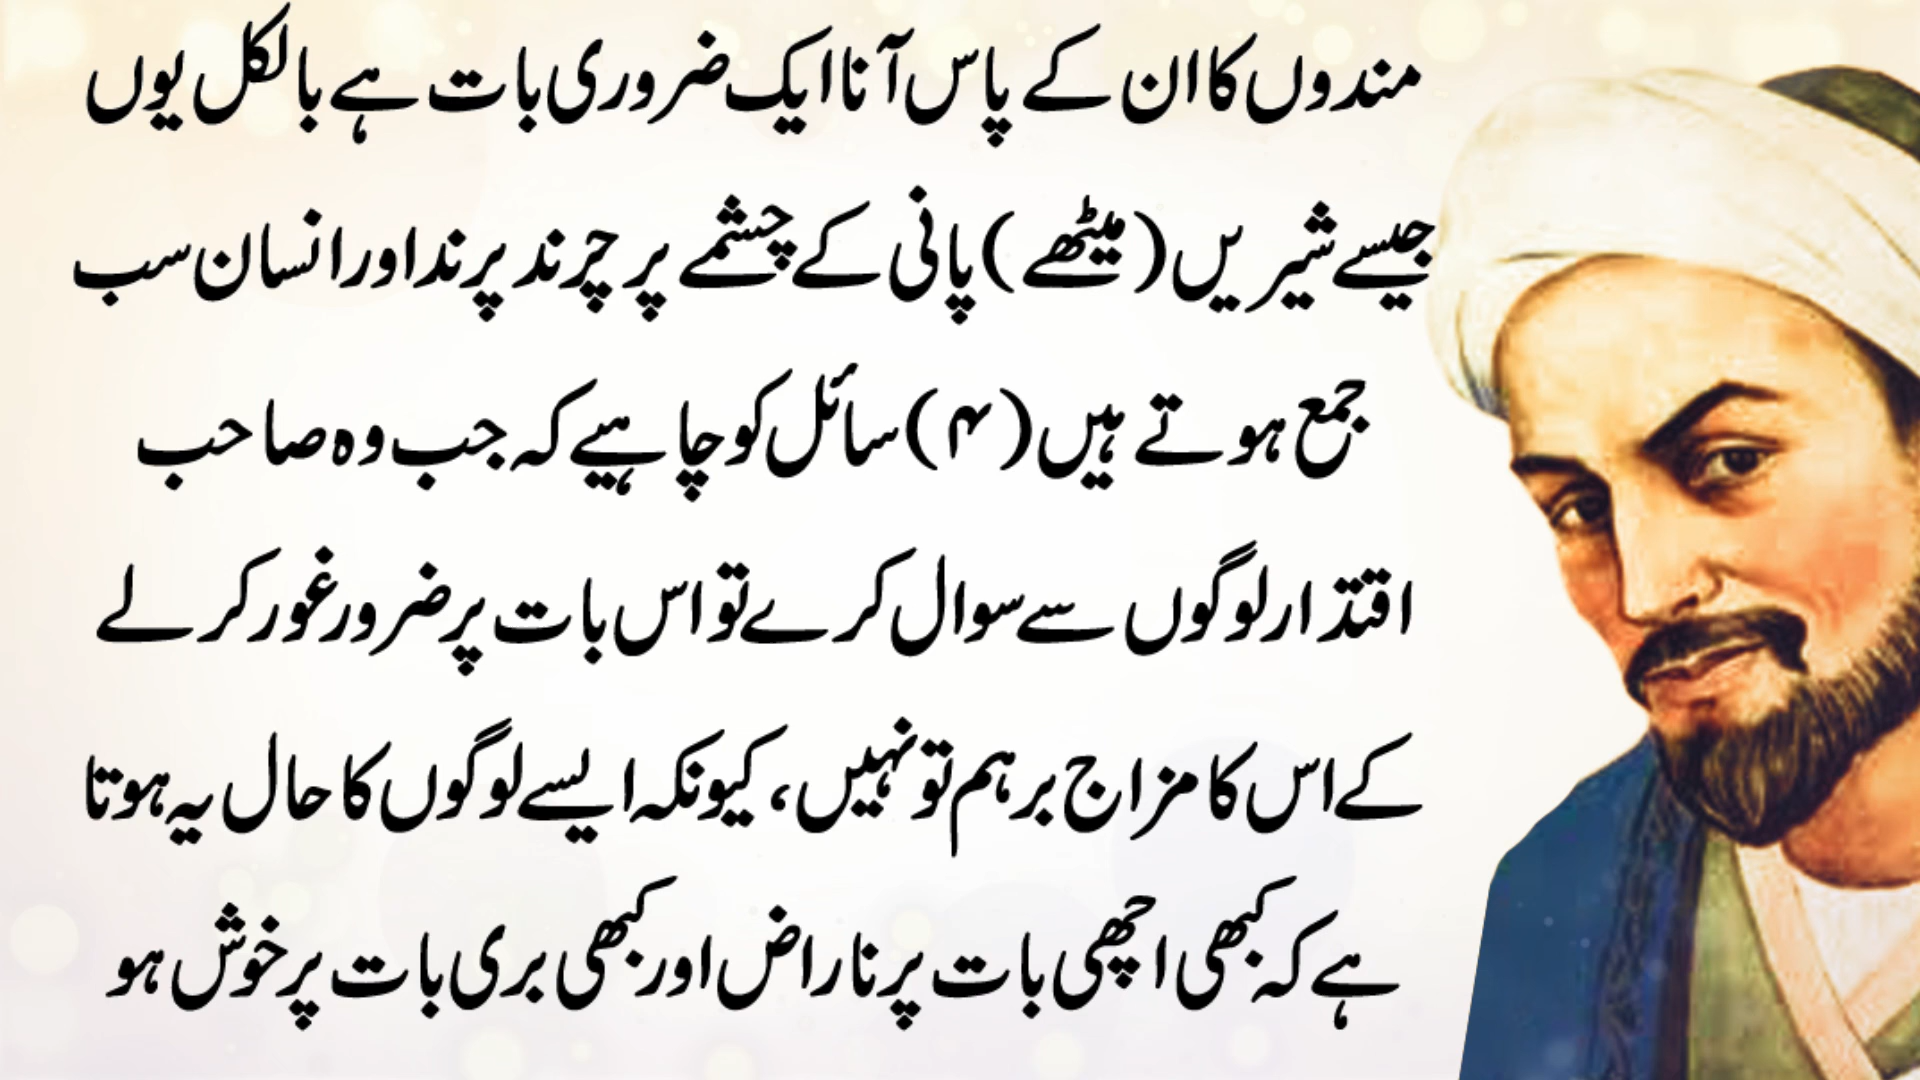 مندوں کا ان کے پاس آنا ایک ضروری بات ہے بالکل یوں
جیسے شیریں (میٹھے) پانی کے چشمے پر چرند پرند اور انسان سب
جمع ہوتے ہیں (۴) سائل کو چاہیے کہ جب وہ صاحب
اقتدار لوگوں سے سوال کرے تو اس بات پر ضرور غور کر لے
کے اس کا مزاج برہم تو نہیں، کیونکہ ایسے لوگوں کا حال یہ ہوتا
ہے کہ کبھی اچھی بات پر ناراض اور کبھی بری بات پر خوش ہو